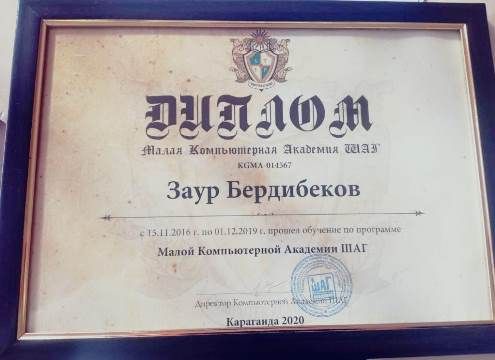 ДИПЛОМ
Малая Компьютерная Академия ШАГ
KGMA-014367
Заур Бердибеков
с 15.11.2016 г. по 01.12.2019 г. прошел обучение по программе
Малой Компьютерной Академии ШАГ
ШАГ
Директор Компьютерной Академии ШАГ
Караганда 2020